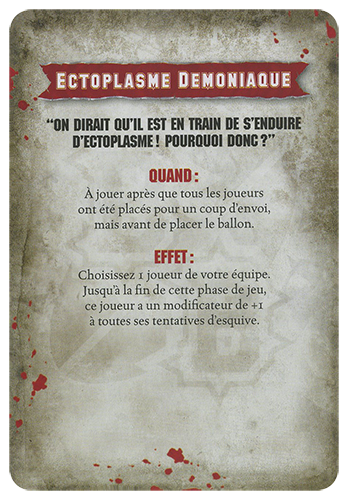 ECTOPLASME DEMONIAQUE
“ON DIRAIT QU'IL EST EN TRAIN DE S'ENDUIRE
D'ECTOPLASME ! POURQUOI DONC ?”
QUAND :
À jouer après que tous les joueurs
ont été placés pour un coup d'envoi,
mais avant de placer le ballon.
EFFET :
Choisissez 1 joueur de votre équipe.
Jusqu'à la fin de cette phase de jeu,
ce joueur a un modificateur de +1
à toutes ses tentatives d'esquive.